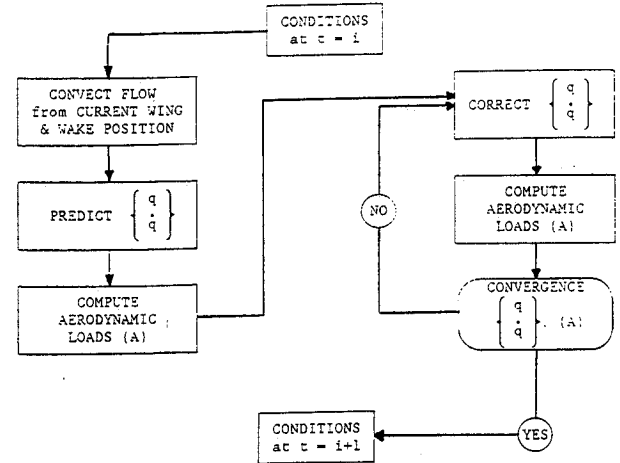 CONDITIONS
at t = i
CONVECT FLOW
from CURRENT WING
& WAKE POSITION
PREDICT { q
q̇ }
COMPUTE
AERODYNAMIC
LOADS (A)
CORRECT { q
q̇ }
COMPUTE
AERODYNAMIC
LOADS (A)
CONVERGENCE
{ q
q̇ }, (A)
NO
YES
CONDITIONS
at t = i+1